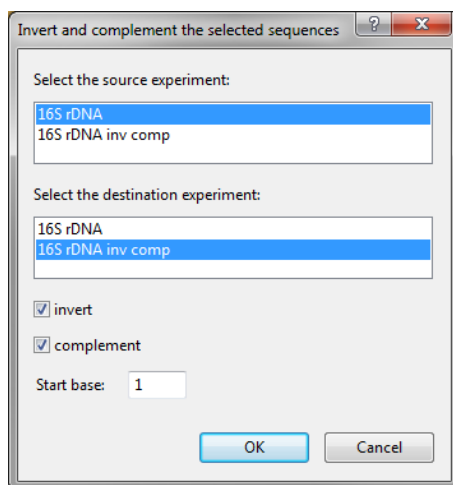 Invert and complement the selected sequences
Select the source experiment:
16S rDNA
16S rDNA inv comp
Select the destination experiment:
16S rDNA
16S rDNA inv comp
invert
complement
Start base: 1
OK Cancel